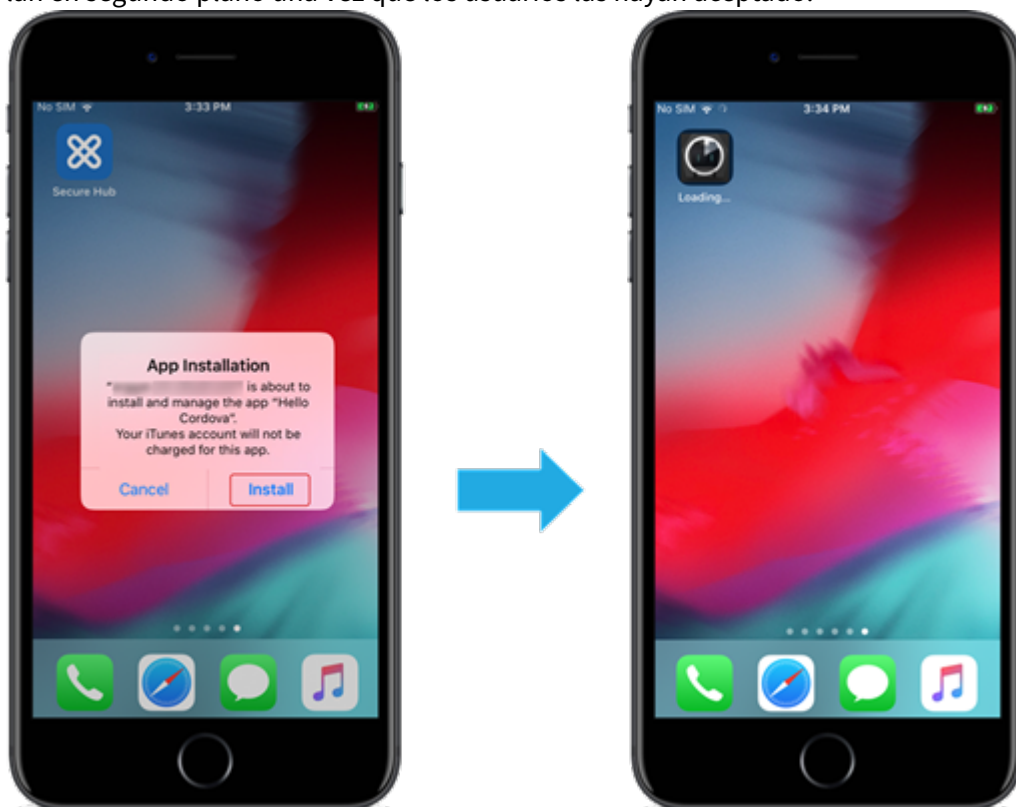 lan en segundo plano una vez que los usuarios las hayan aceptado.
No SIM 3:33 PM
Secure Hub
App Installation
" is about to
install and manage the app "Hello
Cordova".
Your iTunes account will not be
charged for this app.
Cancel Install
No SIM 3:34 PM
Loading...